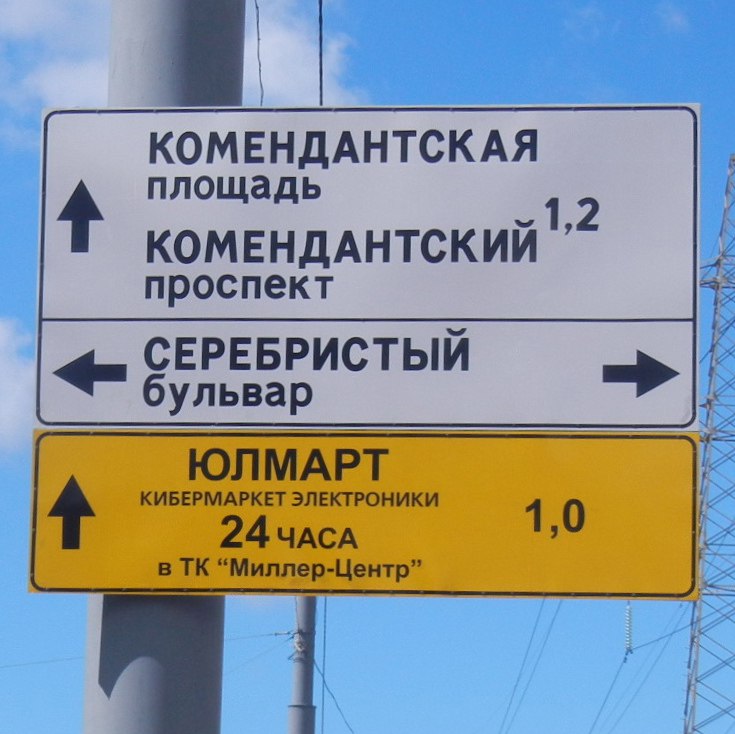 КОМЕНДАНТСКАЯ
площадь
1,2
КОМЕНДАНТСКИЙ
проспект
СЕРЕБРИСТЫЙ
бульвар
ЮЛМАРТ
КИБЕРМАРКЕТ ЭЛЕКТРОНИКИ
24 ЧАСА
в ТК “Миллер-Центр”
1,0